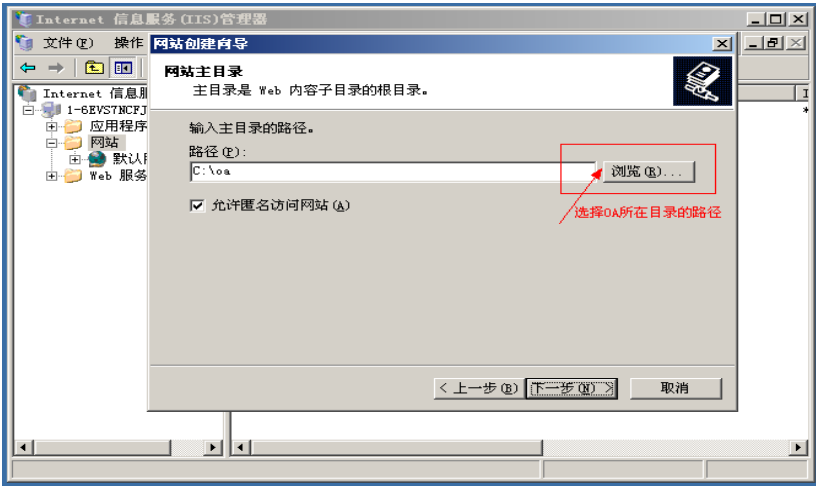 Internet 信息服务(IIS)管理器
文件(F) 操作
网站创建向导
网站主目录
主目录是 Web 内容子目录的根目录。
Internet 信息服
1-6EVS7NCFJ
应用程序
网站
默认
Web 服务
输入主目录的路径。
路径(P):
C:\oa
浏览(R)...
允许匿名访问网站(A)
选择OA所在目录的路径
< 上一步(B)
下一步(N) >
取消